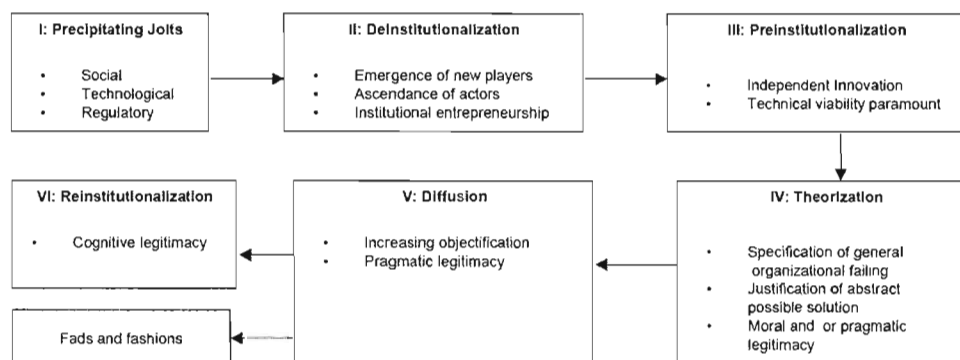 I: Precipitating Jolts
• Social
• Technological
• Regulatory
II: Deinstitutionalization
• Emergence of new players
• Ascendance of actors
• Institutional entrepreneurship
III: Preinstitutionalization
• Independent Innovation
• Technical viability paramount
IV: Theorization
• Specification of general
organizational failing
• Justification of abstract
possible solution
• Moral and or pragmatic
legitimacy
V: Diffusion
• Increasing objectification
• Pragmatic legitimacy
VI: Reinstitutionalization
• Cognitive legitimacy
Fads and fashions